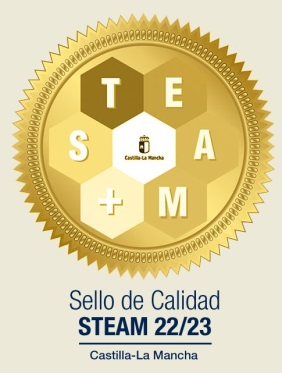 S T E A + M
Castilla-La Mancha
Sello de Calidad
STEAM 22/23
Castilla-La Mancha